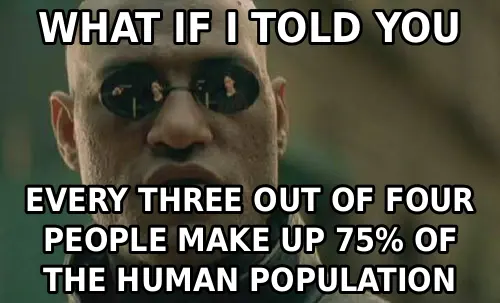 WHAT IF I TOLD YOU
EVERY THREE OUT OF FOUR
PEOPLE MAKE UP 75% OF
THE HUMAN POPULATION